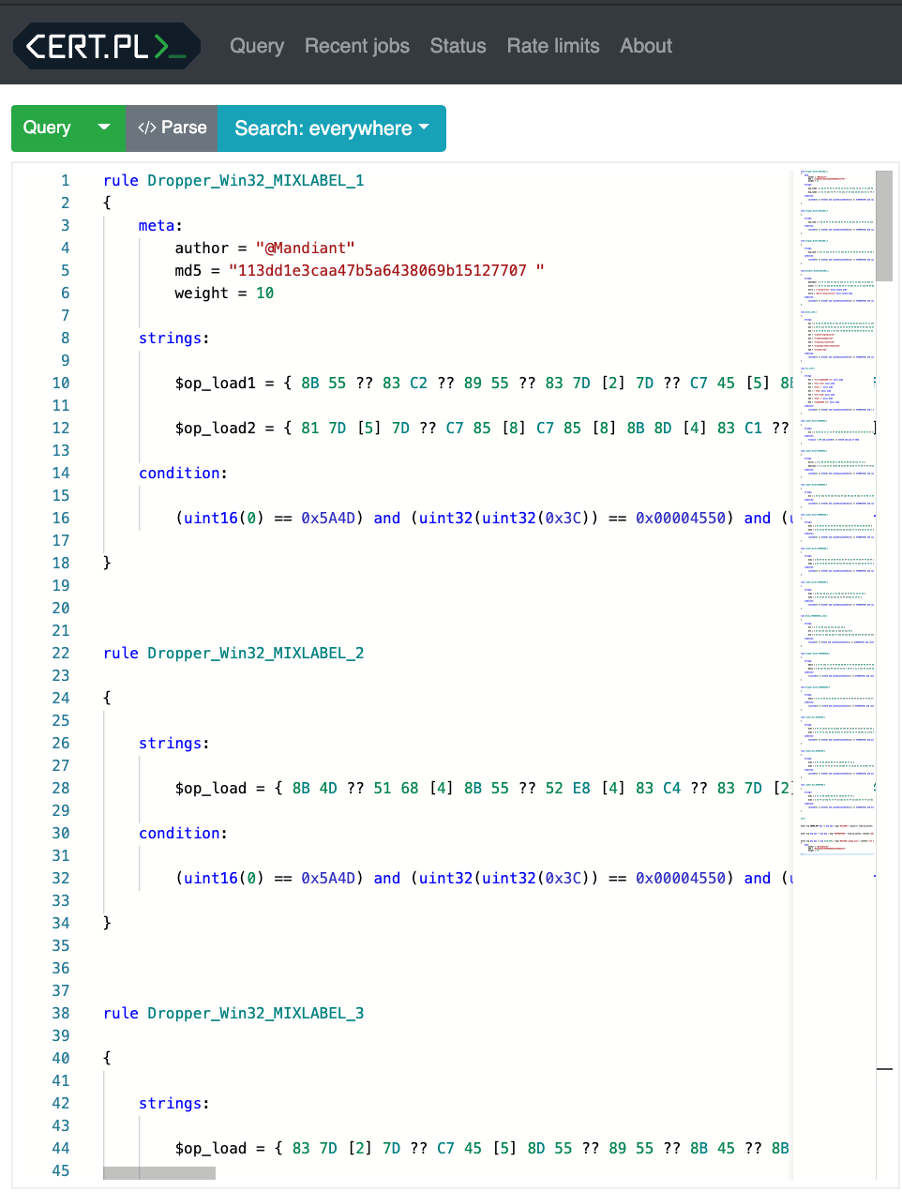 CERT.PL>_ Query Recent jobs Status Rate limits About
Query </> Parse Search: everywhere
1 rule Dropper_Win32_MIXLABEL_1
2 {
3 meta:
4 author = "@Mandiant"
5 md5 = "113dd1e3caa47b5a6438069b15127707 "
6 weight = 10
7
8 strings:
9
10 $op_load1 = { 8B 55 ?? 83 C2 ?? 89 55 ?? 83 7D [2] 7D ?? C7 45 [5]
11
12 $op_load2 = { 81 7D [5] 7D ?? C7 85 [8] C7 85 [8] 8B 8D [4] 83 C1 ??
13
14 condition:
15
16 (uint16(0) == 0x5A4D) and (uint32(uint32(0x3C)) == 0x00004550) and (
17
18 }
19
20
21
22 rule Dropper_Win32_MIXLABEL_2
23
24 {
25
26 strings:
27
28 $op_load = { 8B 4D ?? 51 68 [4] 8B 55 ?? 52 E8 [4] 83 C4 ?? 83 7D [2]
29
30 condition:
31
32 (uint16(0) == 0x5A4D) and (uint32(uint32(0x3C)) == 0x00004550) and (
33
34 }
35
36
37
38 rule Dropper_Win32_MIXLABEL_3
39
40 {
41
42 strings:
43
44 $op_load = { 83 7D [2] 7D ?? C7 45 [5] 8D 55 ?? 89 55 ?? 8B 45 ?? 8B
45